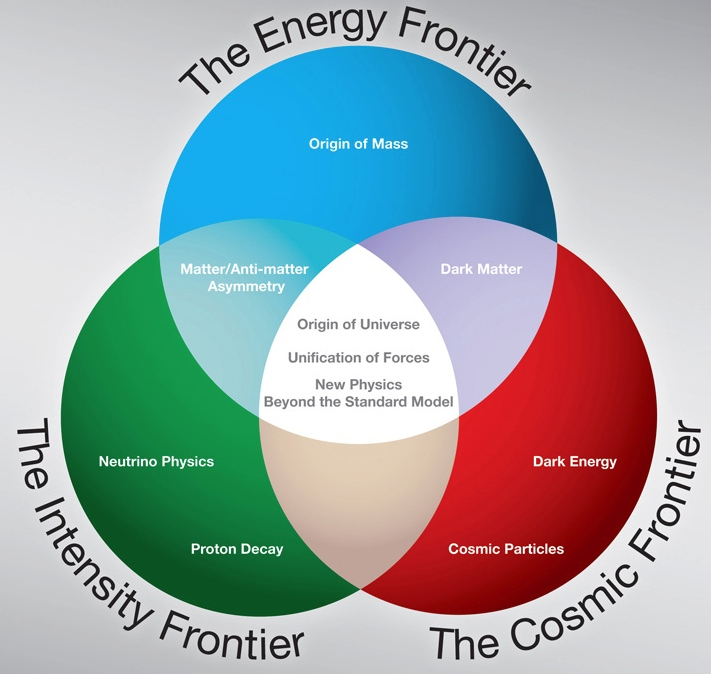 The Energy Frontier
Origin of Mass
Matter/Anti-matter
Asymmetry
Dark Matter
Origin of Universe
Unification of Forces
New Physics
Beyond the Standard Model
Neutrino Physics
Dark Energy
Proton Decay
Cosmic Particles
The Intensity Frontier
The Cosmic Frontier